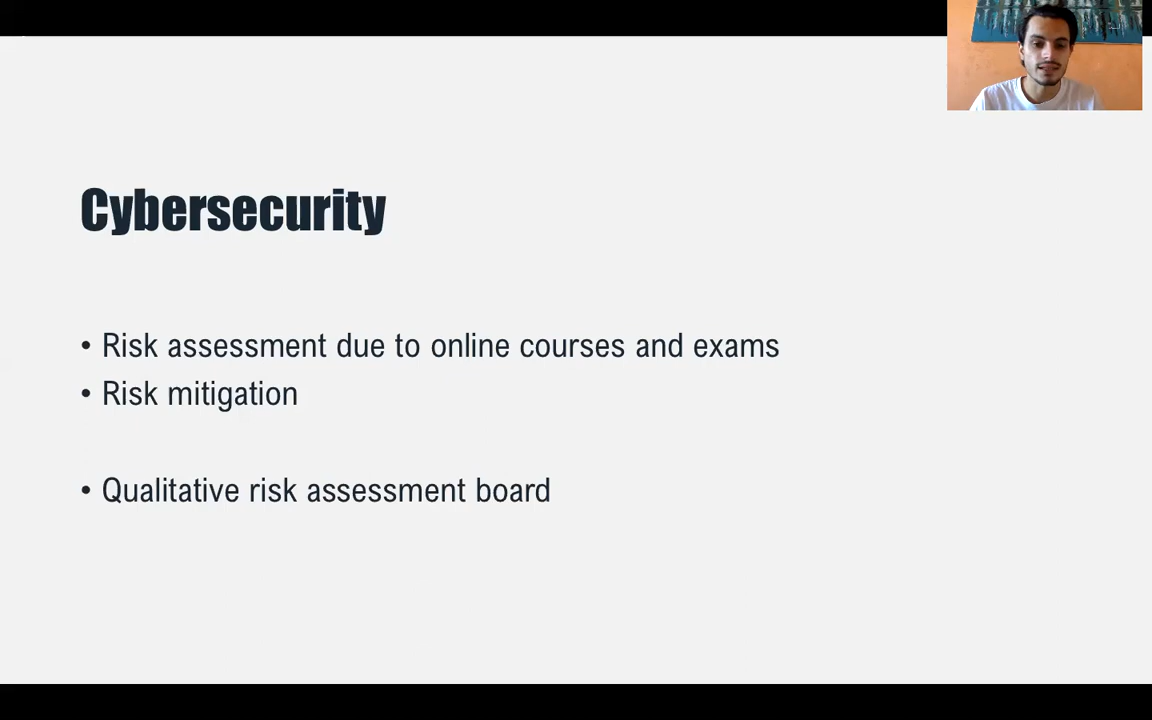 Cybersecurity
• Risk assessment due to online courses and exams
• Risk mitigation
• Qualitative risk assessment board